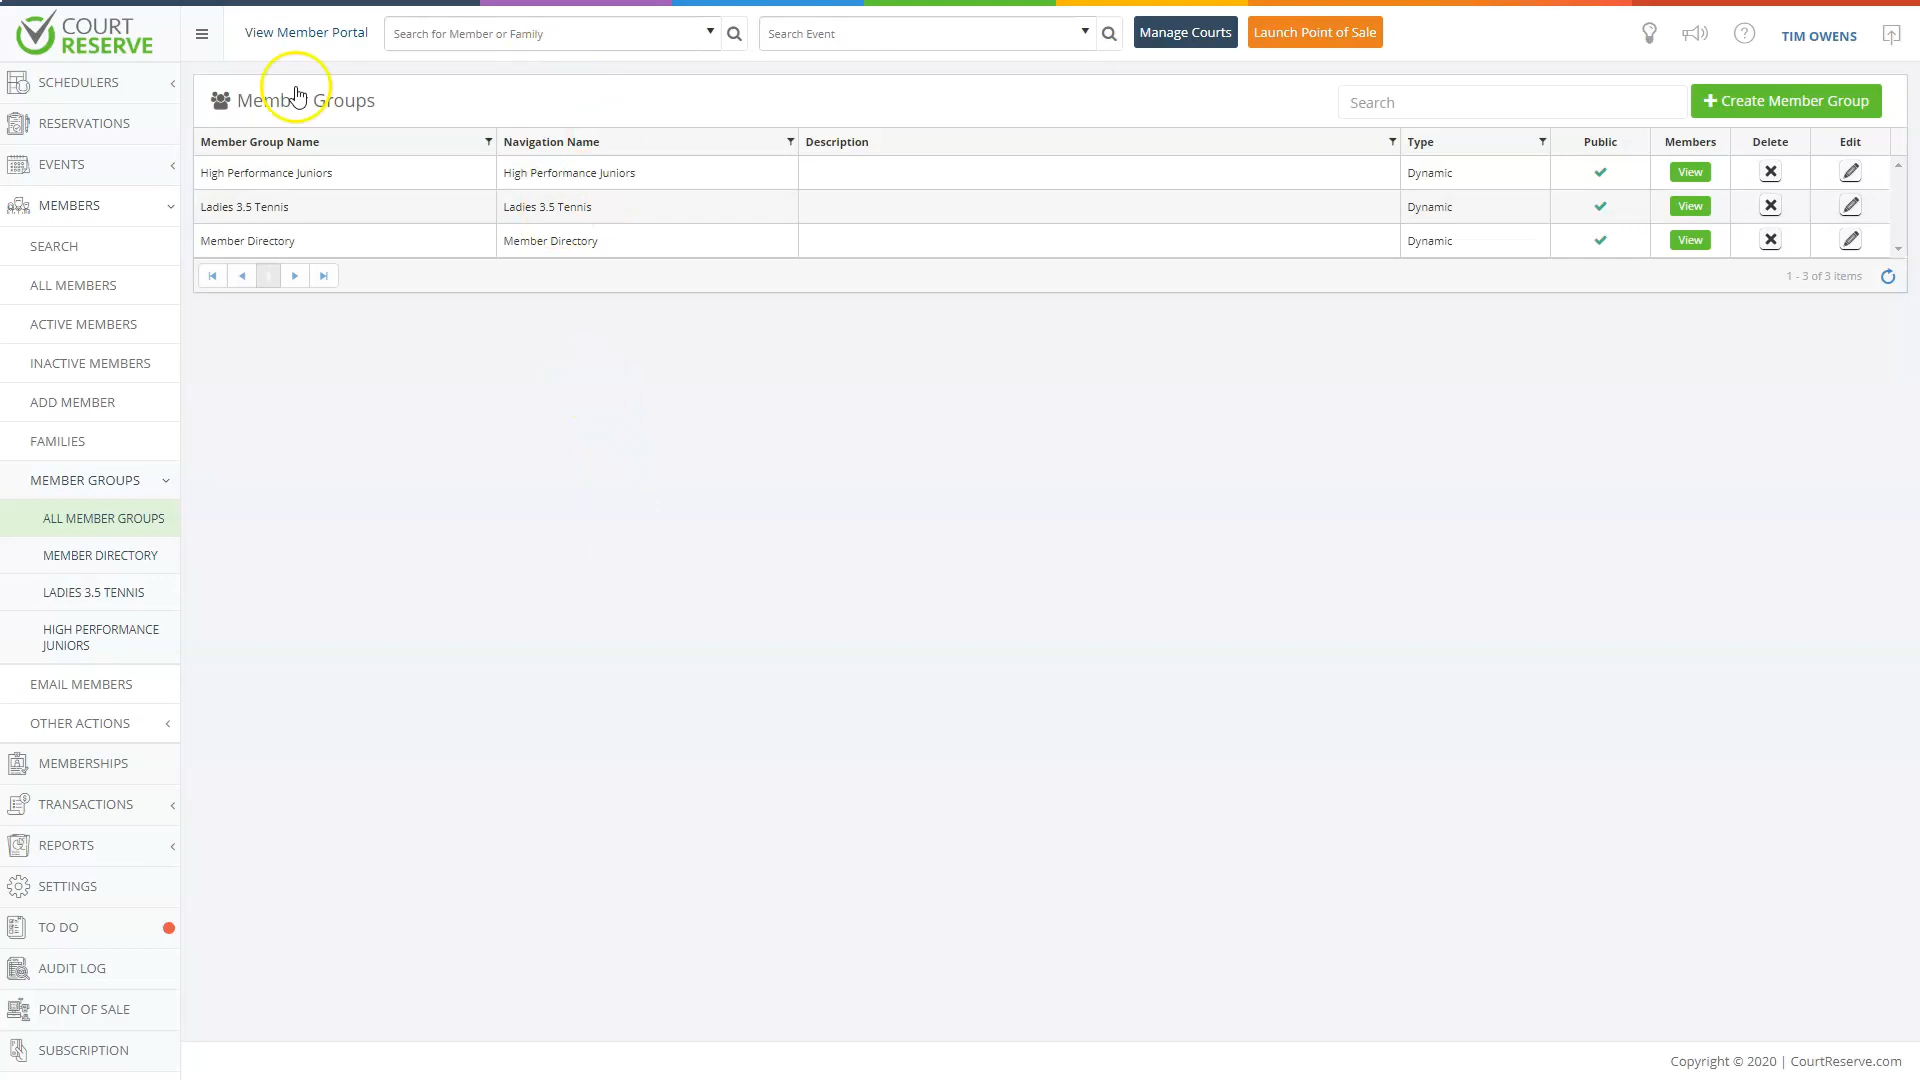 COURT
RESERVE
View Member Portal
Search for Member or Family
Search Event
Manage Courts
Launch Point of Sale
TIM OWENS
SCHEDULERS
RESERVATIONS
EVENTS
MEMBERS
SEARCH
ALL MEMBERS
ACTIVE MEMBERS
INACTIVE MEMBERS
ADD MEMBER
FAMILIES
MEMBER GROUPS
ALL MEMBER GROUPS
MEMBER DIRECTORY
LADIES 3.5 TENNIS
HIGH PERFORMANCE
JUNIORS
EMAIL MEMBERS
OTHER ACTIONS
MEMBERSHIPS
TRANSACTIONS
REPORTS
SETTINGS
TO DO
AUDIT LOG
POINT OF SALE
SUBSCRIPTION
Member Groups
Search
Create Member Group
Member Group Name Navigation Name Description Type Public Members Delete Edit
High Performance Juniors High Performance Juniors Dynamic View
Ladies 3.5 Tennis Ladies 3.5 Tennis Dynamic View
Member Directory Member Directory Dynamic View
1 - 3 of 3 items
Copyright © 2020 | CourtReserve.com